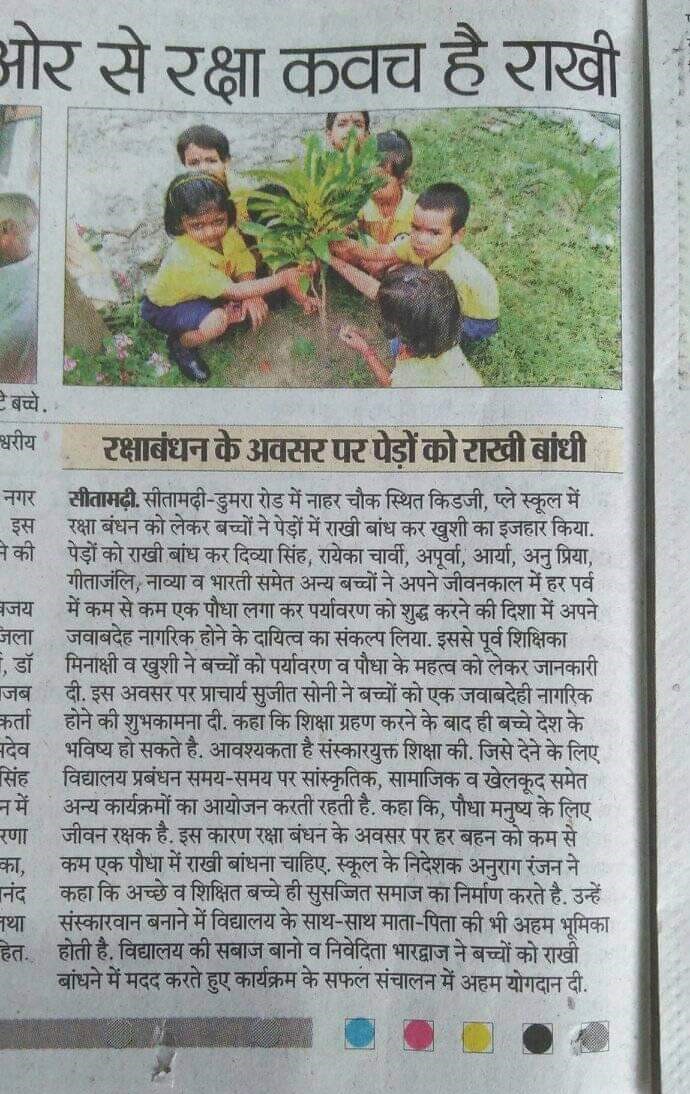 ओर से रक्षा कवच है राखी
बच्चे.
नगर
इस
की
सिंह
में
रक्षाबंधन के अवसर पर पेड़ों को राखी बांधी
सीतामढ़ी. सीतामढ़ी-डुमरा रोड में नाहर चौक स्थित किडजी, प्ले स्कूल में
रक्षा बंधन को लेकर बच्चों ने पेड़ों में राखी बांध कर खुशी का इजहार किया.
पेड़ों को राखी बांध कर दिव्या सिंह, रायेका चार्वी, अपूर्वा, आर्या, अनु प्रिया,
गीताजंलि, नाव्या व भारती समेत अन्य बच्चों ने अपने जीवनकाल में हर पर्व
में कम से कम एक पौधा लगा कर पर्यावरण को शुद्ध करने की दिशा में अपने
जवाबदेह नागरिक होने के दायित्व का संकल्प लिया. इससे पूर्व शिक्षिका
मिनाक्षी व खुशी ने बच्चों को पर्यावरण व पौधा के महत्व को लेकर जानकारी
दी. इस अवसर पर प्राचार्य सुजीत सोनी ने बच्चों को एक जवाबदेही नागरिक
होने की शुभकामना दी. कहा कि शिक्षा ग्रहण करने के बाद ही बच्चे देश के
भविष्य हो सकते है. आवश्यकता है संस्कारयुक्त शिक्षा की. जिसे देने के लिए
विद्यालय प्रबंधन समय-समय पर सांस्कृतिक, सामाजिक व खेलकूद समेत
अन्य कार्यक्रमों का आयोजन करती रहती है. कहा कि, पौधा मनुष्य के लिए
जीवन रक्षक है. इस कारण रक्षा बंधन के अवसर पर हर बहन को कम से
कम एक पौधा में राखी बांधना चाहिए. स्कूल के निदेशक अनुराग रंजन ने
कहा कि अच्छे व शिक्षित बच्चे ही सुसज्जित समाज का निर्माण करते है. उन्हें
संस्कारवान बनाने में विद्यालय के साथ-साथ माता-पिता की भी अहम भूमिका
होती है. विद्यालय की सबाज बानो व निवेदिता भारद्वाज ने बच्चों को राखी
बांधने में मदद करते हुए कार्यक्रम के सफल संचालन में अहम योगदान दी.